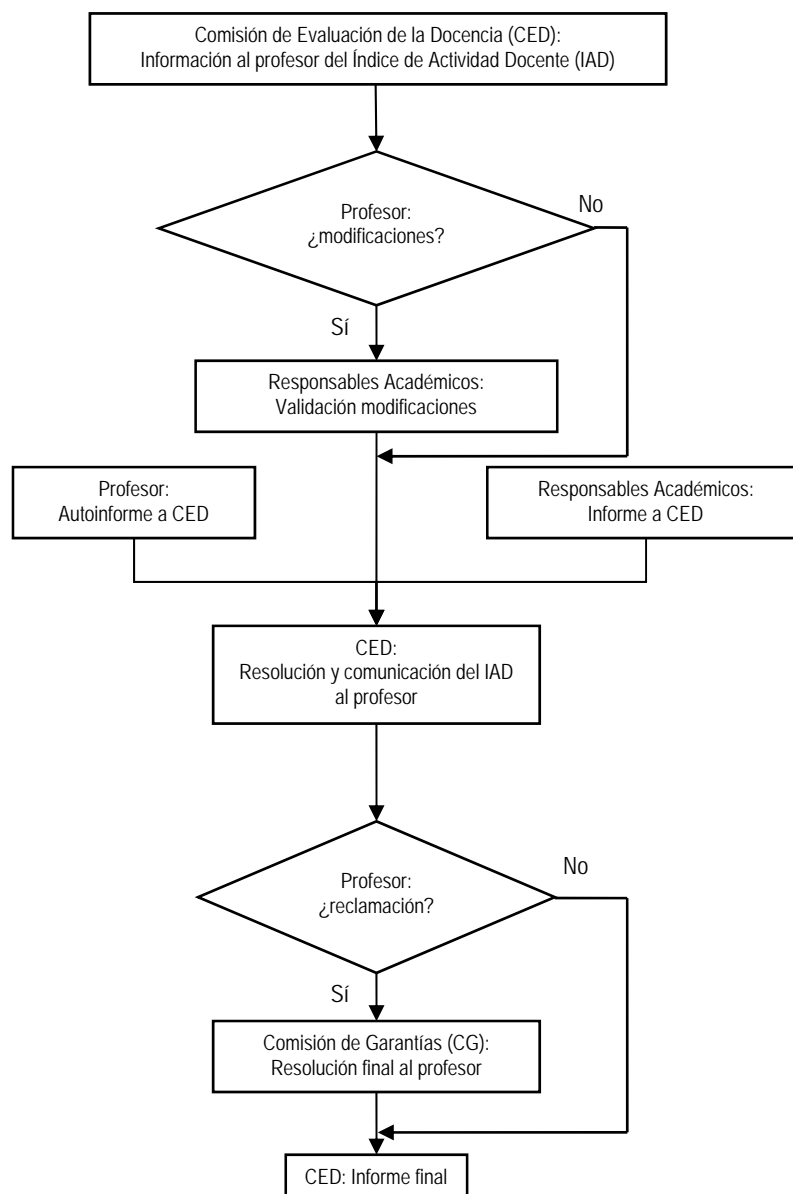 Comisión de Evaluación de la Docencia (CED):
Información al profesor del Índice de Actividad Docente (IAD)
Profesor:
¿modificaciones?
No
Sí
Responsables Académicos:
Validación modificaciones
Profesor:
Autoinforme a CED
Responsables Académicos:
Informe a CED
CED:
Resolución y comunicación del IAD
al profesor
Profesor:
¿reclamación?
No
Sí
Comisión de Garantías (CG):
Resolución final al profesor
CED: Informe final